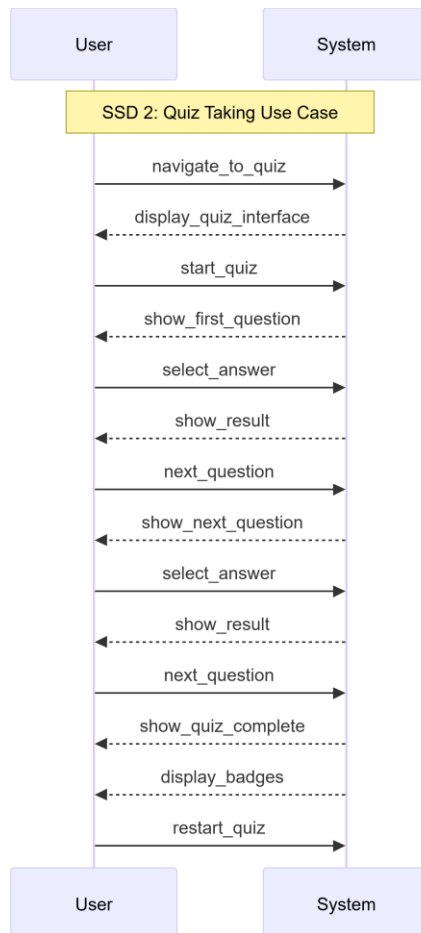 User System
SSD 2: Quiz Taking Use Case
navigate_to_quiz
display_quiz_interface
start_quiz
show_first_question
select_answer
show_result
next_question
show_next_question
select_answer
show_result
next_question
show_quiz_complete
display_badges
restart_quiz
User System